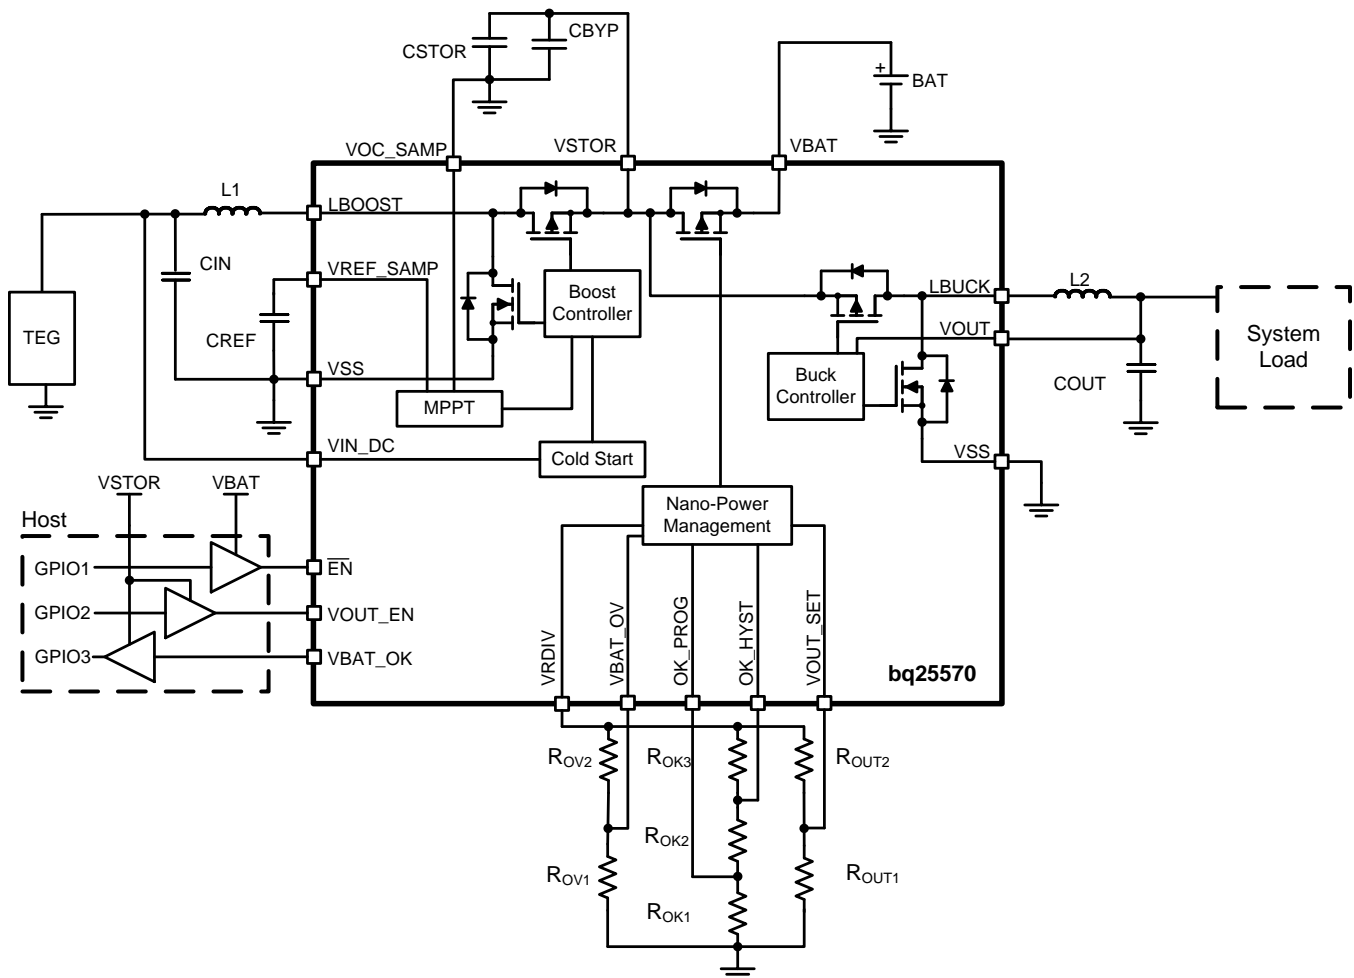 CBYP
CSTOR
+
BAT
VOC_SAMP
VSTOR
VBAT
L1
LBOOST
CIN
VREF_SAMP
Boost
Controller
LBUCK
L2
TEG
CREF
VOUT
System
Load
VSS
Buck
Controller
COUT
MPPT
VIN_DC
Cold Start
VSS
VSTOR
VBAT
Nano-Power
Management
Host
GPIO1
EN
GPIO2
VOUT_EN
GPIO3
VBAT_OK
VRDIV
VBAT_OV
OK_PROG
OK_HYST
VOUT_SET
bq25570
ROV2
ROK3
ROUT2
ROK2
ROV1
ROUT1
ROK1